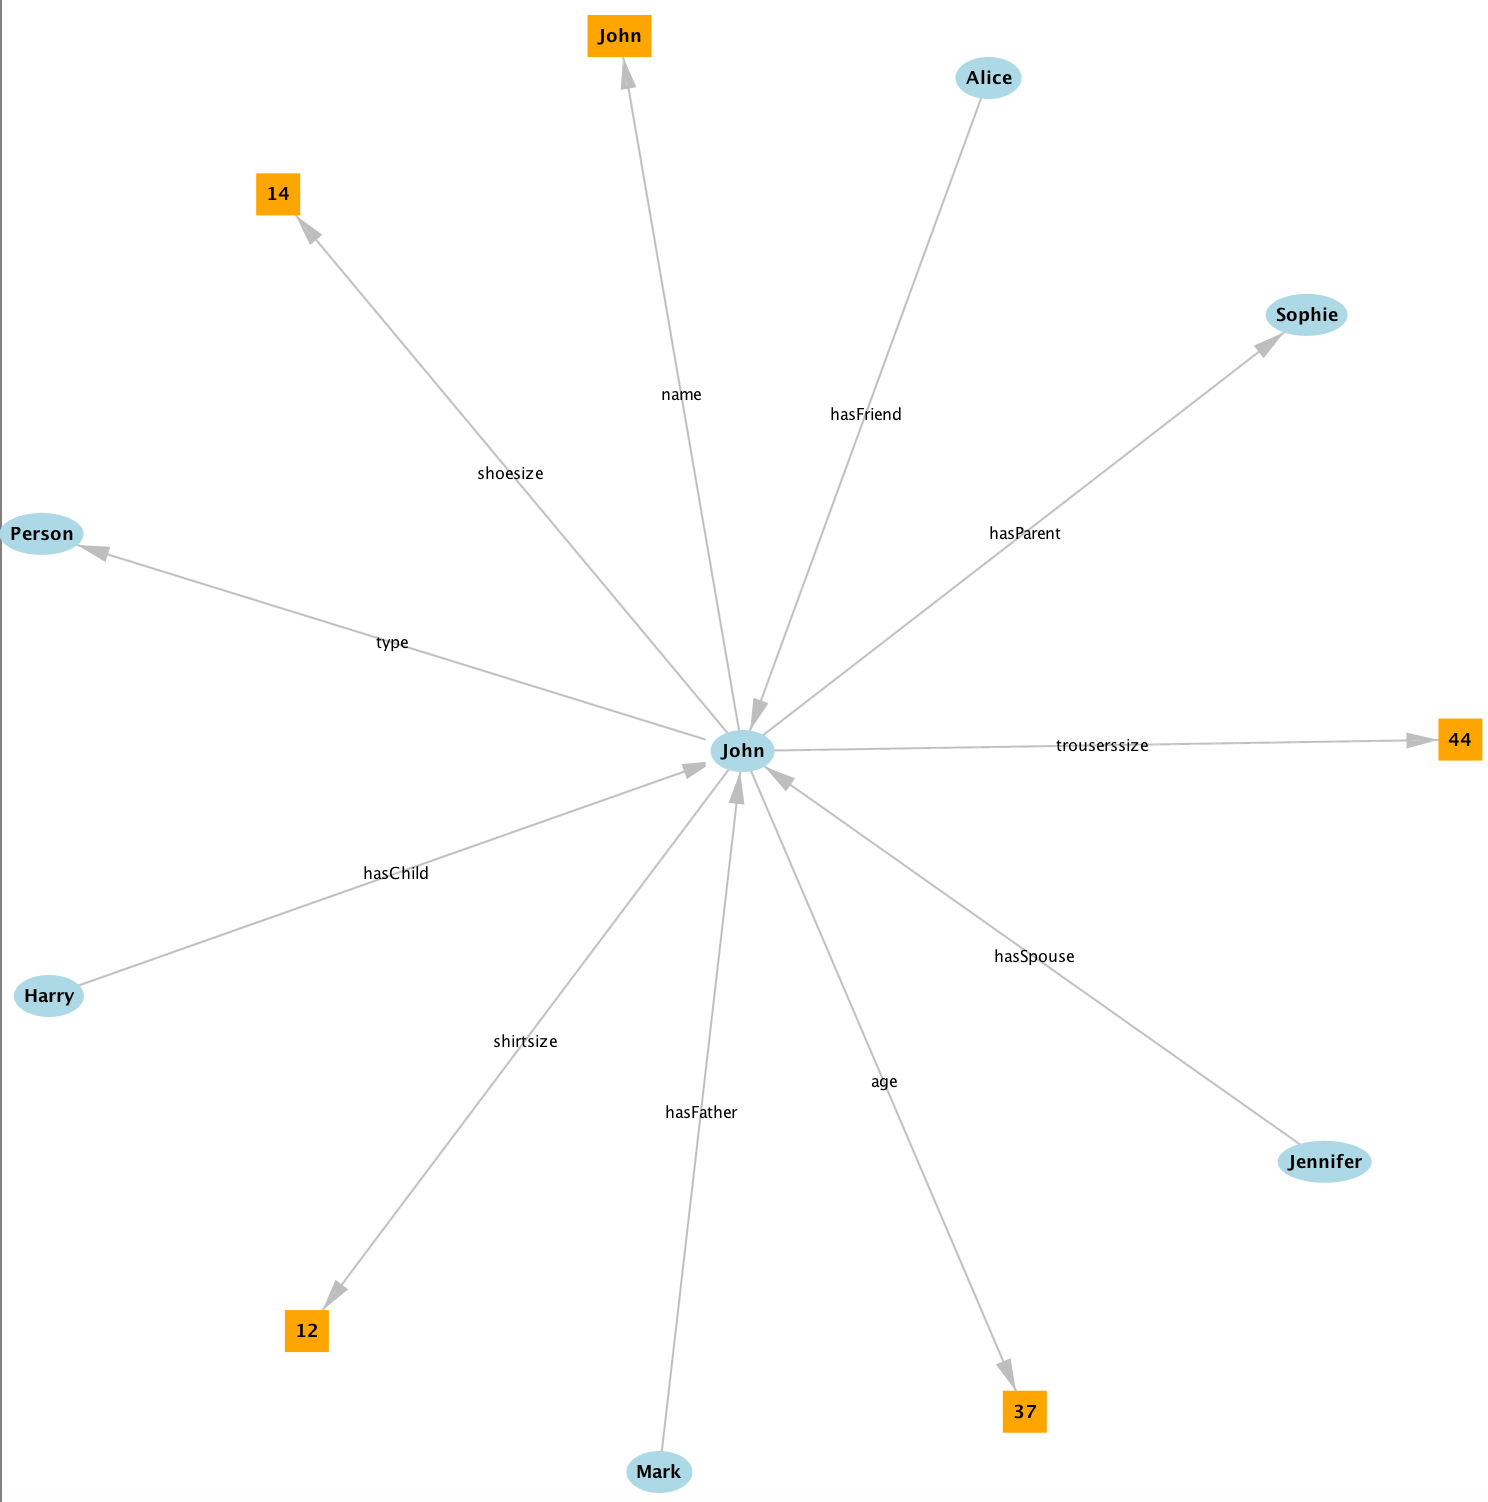 John
Alice
14
Sophie
name
hasFriend
shoesize
Person
hasParent
type
John
trouserssize
44
hasChild
hasSpouse
Harry
shirtsize
age
hasFather
Jennifer
12
37
Mark